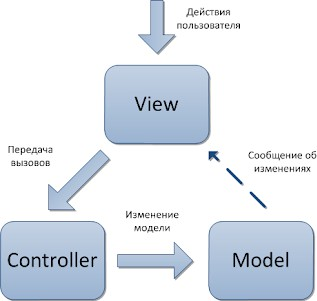 Действия
пользователя
View
Передача
вызовов
Сообщение об
изменениях
Изменение
модели
Controller
Model